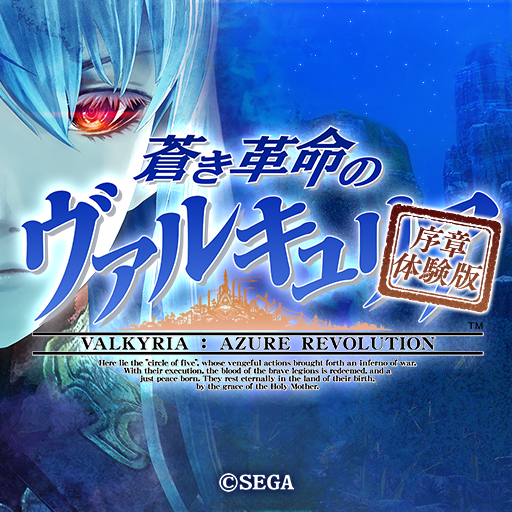 蒼き革命の
ヴァルキュリア
序章
体験版
TM
VALKYRIA : AZURE REVOLUTION
Here lie the "circle of five", whose vengeful actions brought forth an inferno of war.
With their execution, the blood of the brave legions is redeemed, and a
just peace born. They rest eternally in the land of their birth,
by the grace of the Holy Mother.
©SEGA